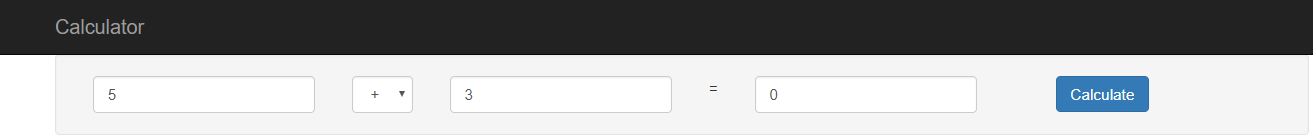 Calculator
5 + 3 = 0 Calculate